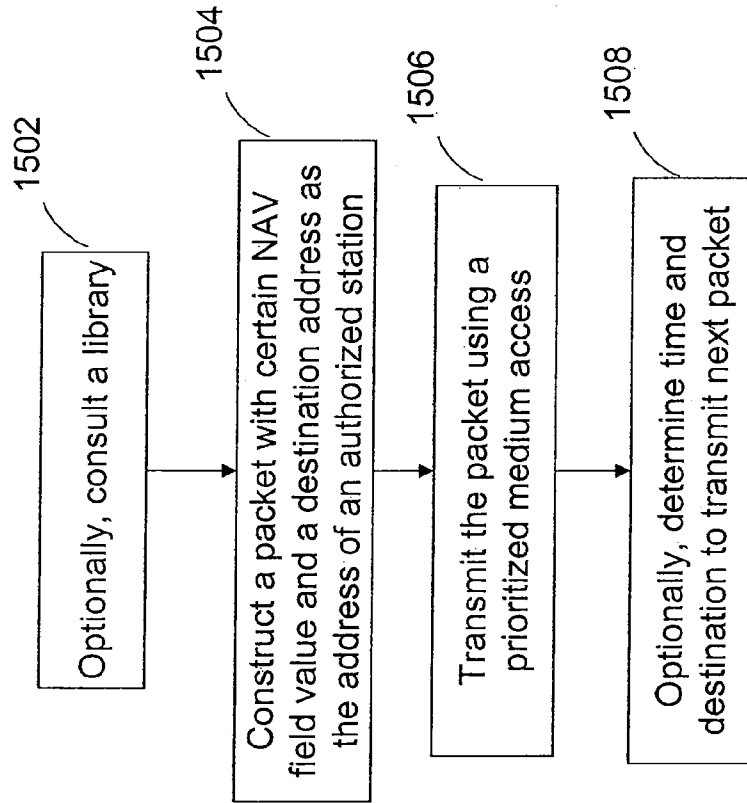 1502
Optionally, consult a library
1504
Construct a packet with certain NAV
field value and a destination address as
the address of an authorized station
1506
Transmit the packet using a
prioritized medium access
1508
Optionally, determine time and
destination to transmit next packet